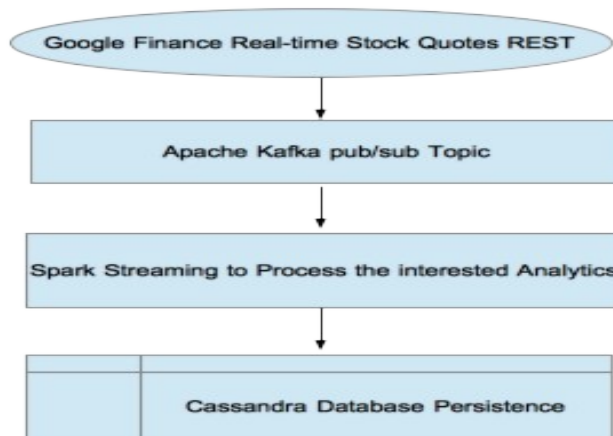 Google Finance Real-time Stock Quotes REST
Apache Kafka pub/sub Topic
Spark Streaming to Process the interested Analytics
Cassandra Database Persistence